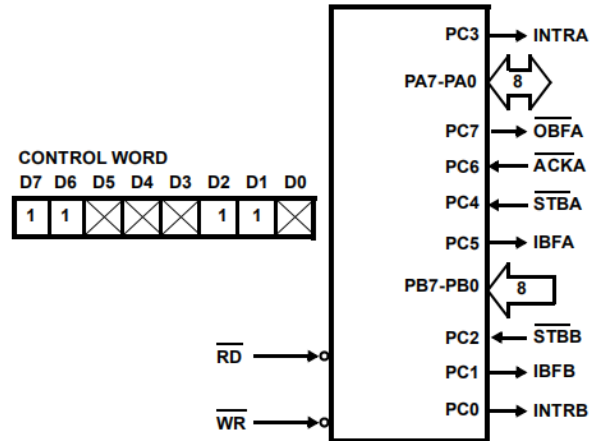 PC3 INTRA
PA7-PA0 8
PC7 OBFA
CONTROL WORD
PC6 ACKA
D7 D6 D5 D4 D3 D2 D1 D0
PC4 STBA
1 1 1 1
PC5 IBFA
PB7-PB0 8
PC2 STBB
RD
PC1 IBFB
PC0 INTRB
WR